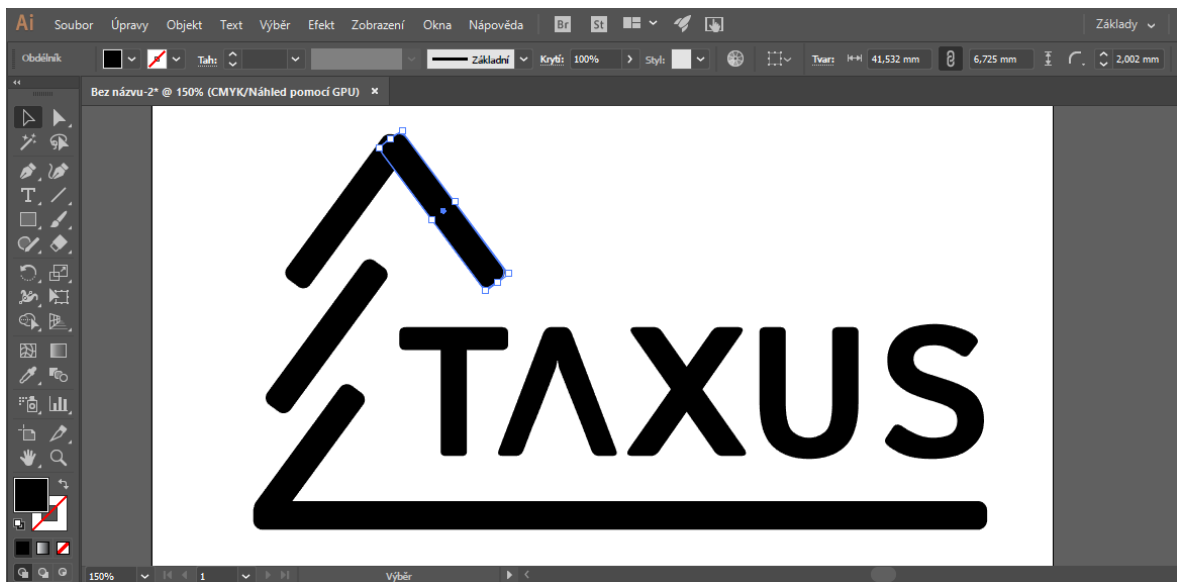 Ai Soubor Úpravy Objekt Text Výběr Efekt Zobrazení Okna Nápověda Br St Základy
Obdélník Tah: Základní Krytí: 100% Styl: Tvar: 41,532 mm 6,725 mm 2,002 mm
Bez názvu-2* @ 150% (CMYK/Náhled pomocí GPU) ×
TAXUS
150% 1 Výběr